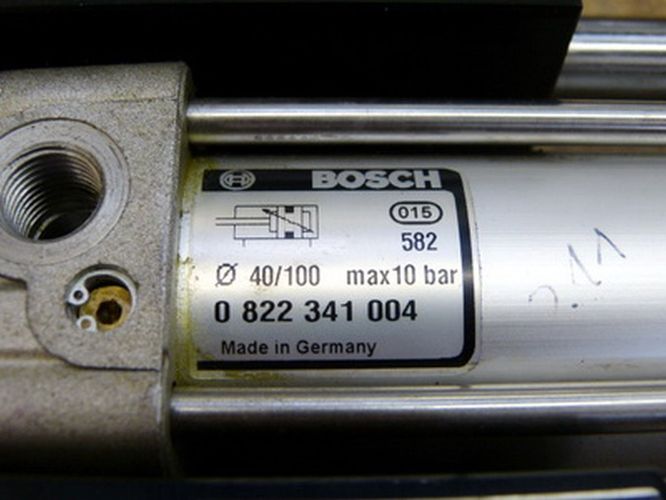 BOSCH
015
582
Ø 40/100 max10 bar
0 822 341 004
Made in Germany